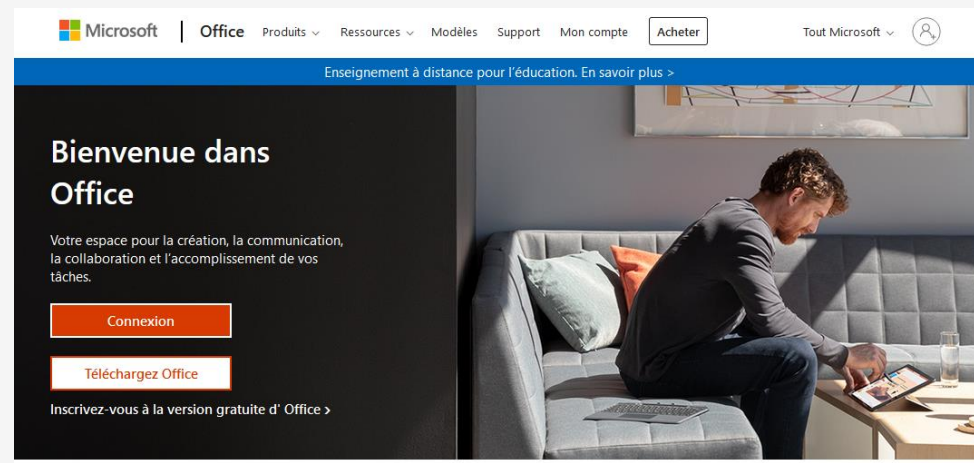 Microsoft Office Produits Ressources Modèles Support Mon compte Acheter Tout Microsoft
Enseignement à distance pour l'éducation. En savoir plus >
Bienvenue dans
Office
Votre espace pour la création, la communication,
la collaboration et l'accomplissement de vos
tâches.
Connexion
Téléchargez Office
Inscrivez-vous à la version gratuite d' Office >